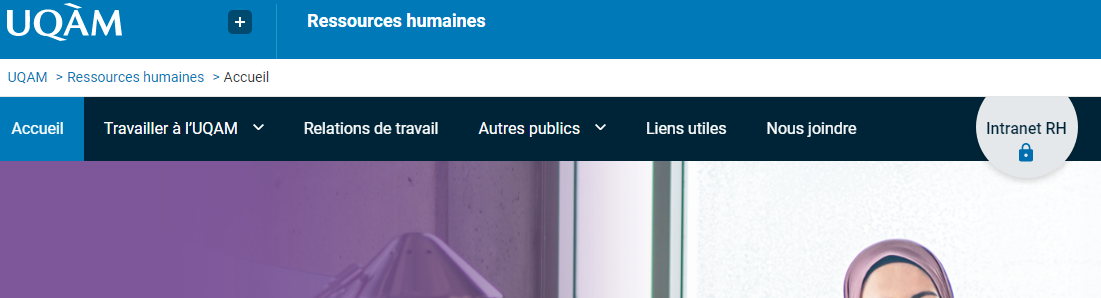 UQÀM
+
Ressources humaines
UQAM > Ressources humaines > Accueil
Accueil
Travailler à l’UQAM
Relations de travail
Autres publics
Liens utiles
Nous joindre
Intranet RH